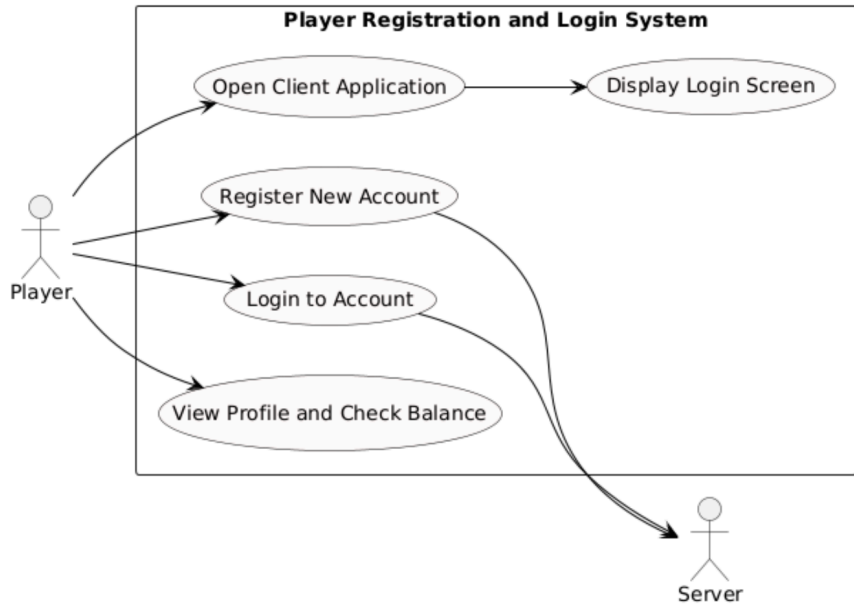 Player Registration and Login System
Open Client Application
Display Login Screen
Register New Account
Player
Login to Account
View Profile and Check Balance
Server